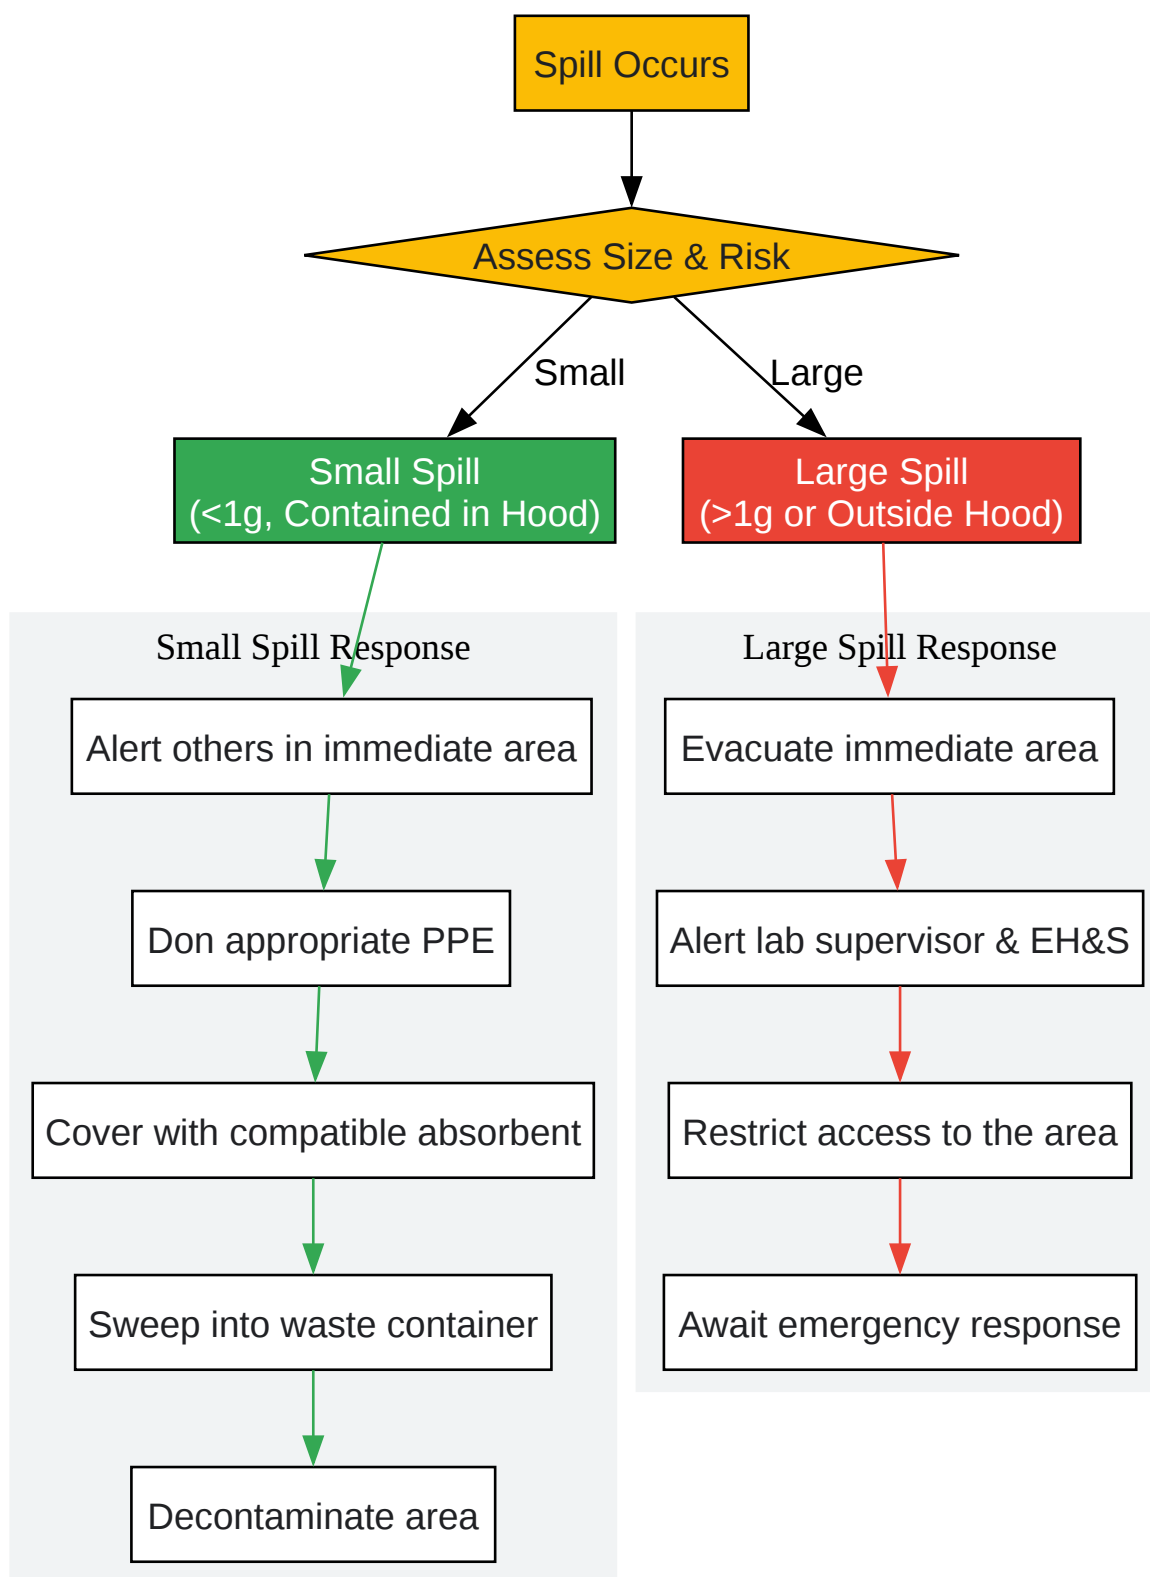 Spill Occurs
Assess Size & Risk
Small
Large
Small Spill
(<1g, Contained in Hood)
Large Spill
(>1g or Outside Hood)
Small Spill Response
Alert others in immediate area
Don appropriate PPE
Cover with compatible absorbent
Sweep into waste container
Decontaminate area
Large Spill Response
Evacuate immediate area
Alert lab supervisor & EH&S
Restrict access to the area
Await emergency response